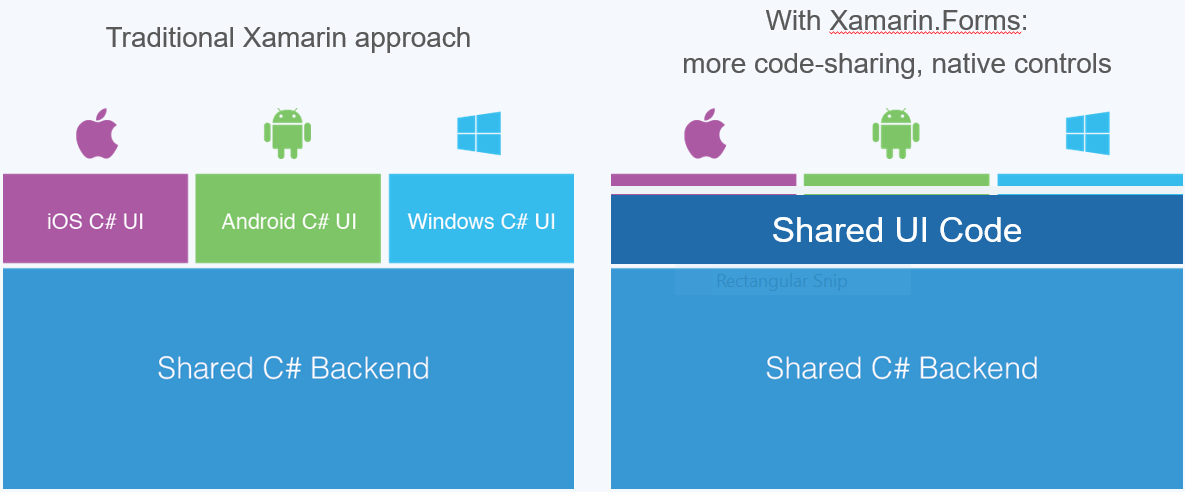 Traditional Xamarin approach
iOS C# UI
Android C# UI
Windows C# UI
Shared C# Backend
With Xamarin.Forms:
more code-sharing, native controls
Shared UI Code
Rectangular Snip
Shared C# Backend